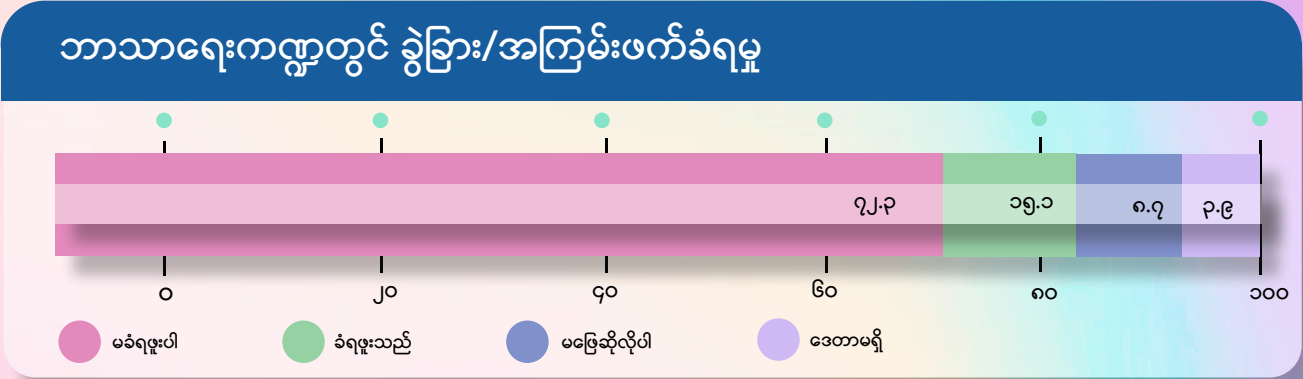 ဘာသာရေးကဏ္ဍတွင် ခွဲခြား/အကြမ်းဖက်ခံရမှု
၇၂.၃ ၁၅.၁ ၈.၇ ၃.၉
၀ ၂၀ ၄၀ ၆၀ ၈၀ ၁၀၀
မခံရဖူးပါ ခံရဖူးသည် မဖြေဆိုလိုပါ ဒေတာမရှိ